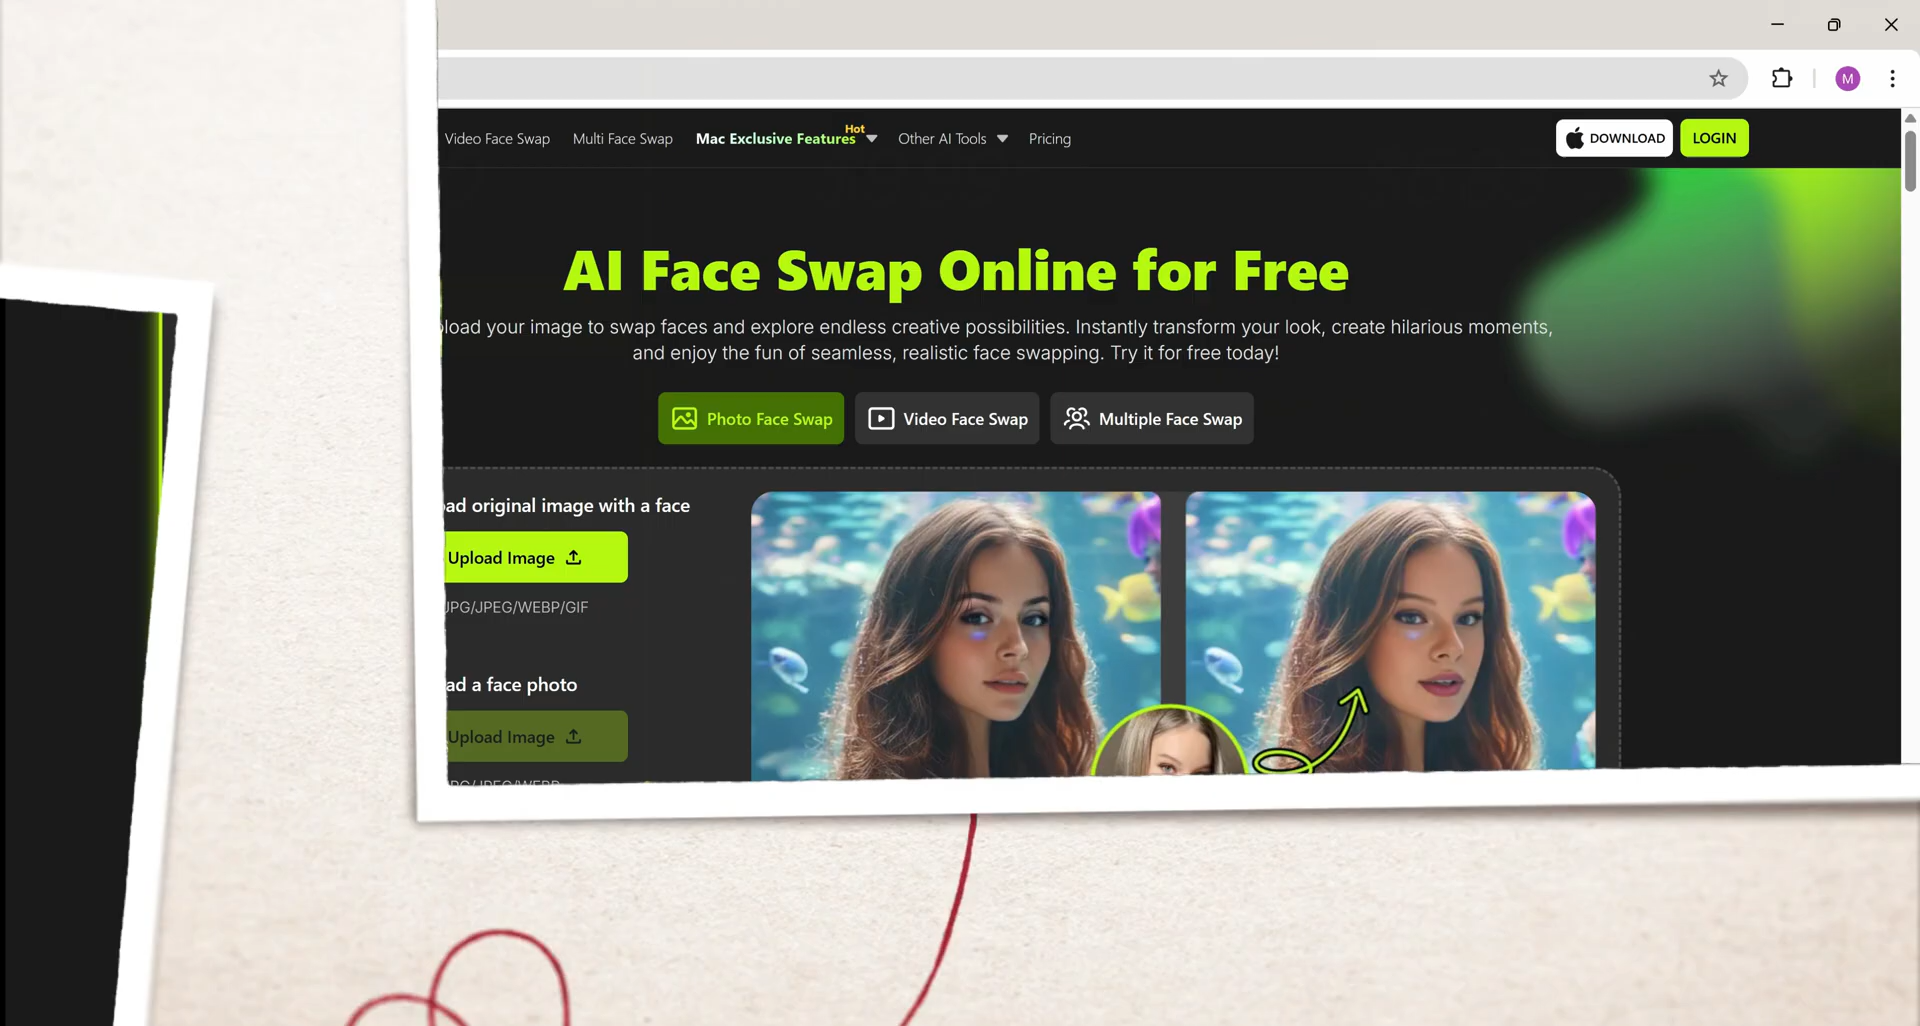 M
Video Face Swap Multi Face Swap Mac Exclusive Features Hot Other AI Tools Pricing
DOWNLOAD LOGIN
AI Face Swap Online for Free
your image to swap faces and explore endless creative possibilities. Instantly transform your look, create hilarious moments,
and enjoy the fun of seamless, realistic face swapping. Try it for free today!
Photo Face Swap Video Face Swap Multiple Face Swap
original image with a face
Upload Image
JPG/JPEG/WEBP/GIF
a face photo
Upload Image